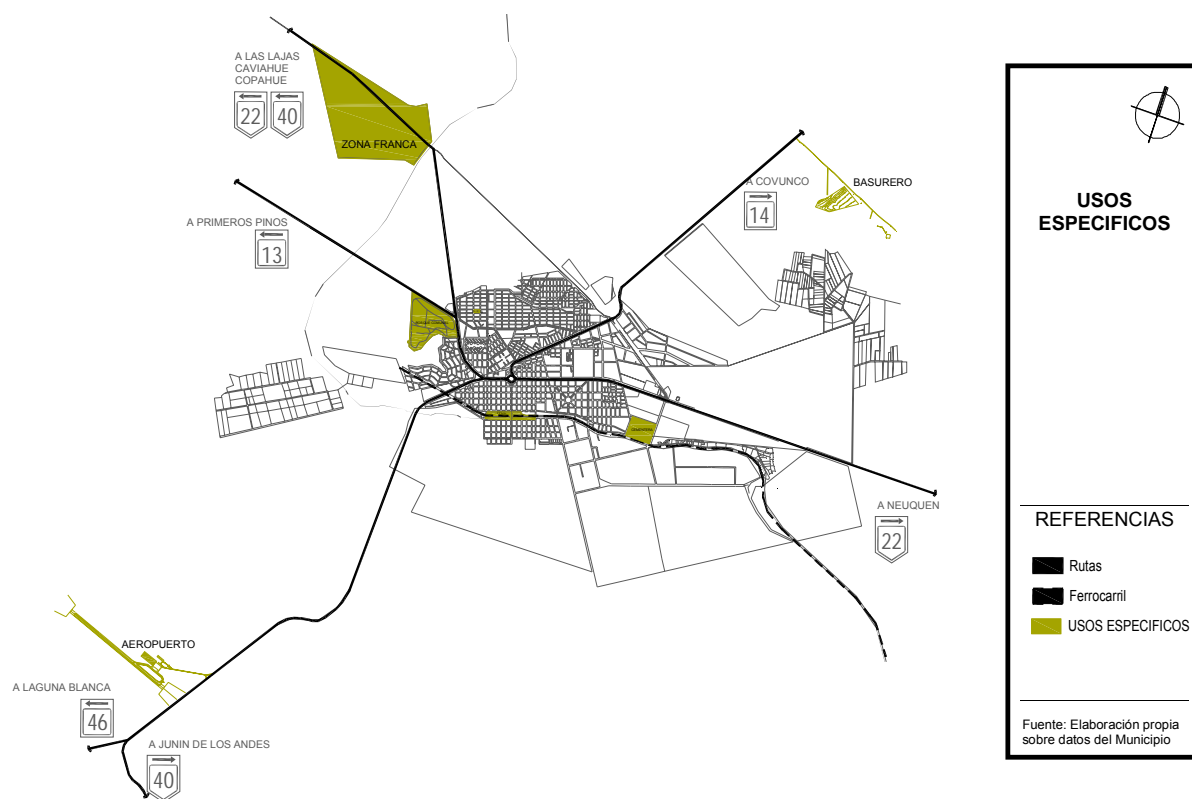 A LAS LAJAS
CAVIAHUE
COPAHUE
22
40
ZONA FRANCA
A PRIMEROS PINOS
13
A COVUNCO
14
BASURERO
A NEUQUEN
22
AEROPUERTO
A LAGUNA BLANCA
46
A JUNIN DE LOS ANDES
40
USOS
ESPECIFICOS
REFERENCIAS
Rutas
Ferrocarril
USOS ESPECIFICOS
Fuente: Elaboración propia
sobre datos del Municipio